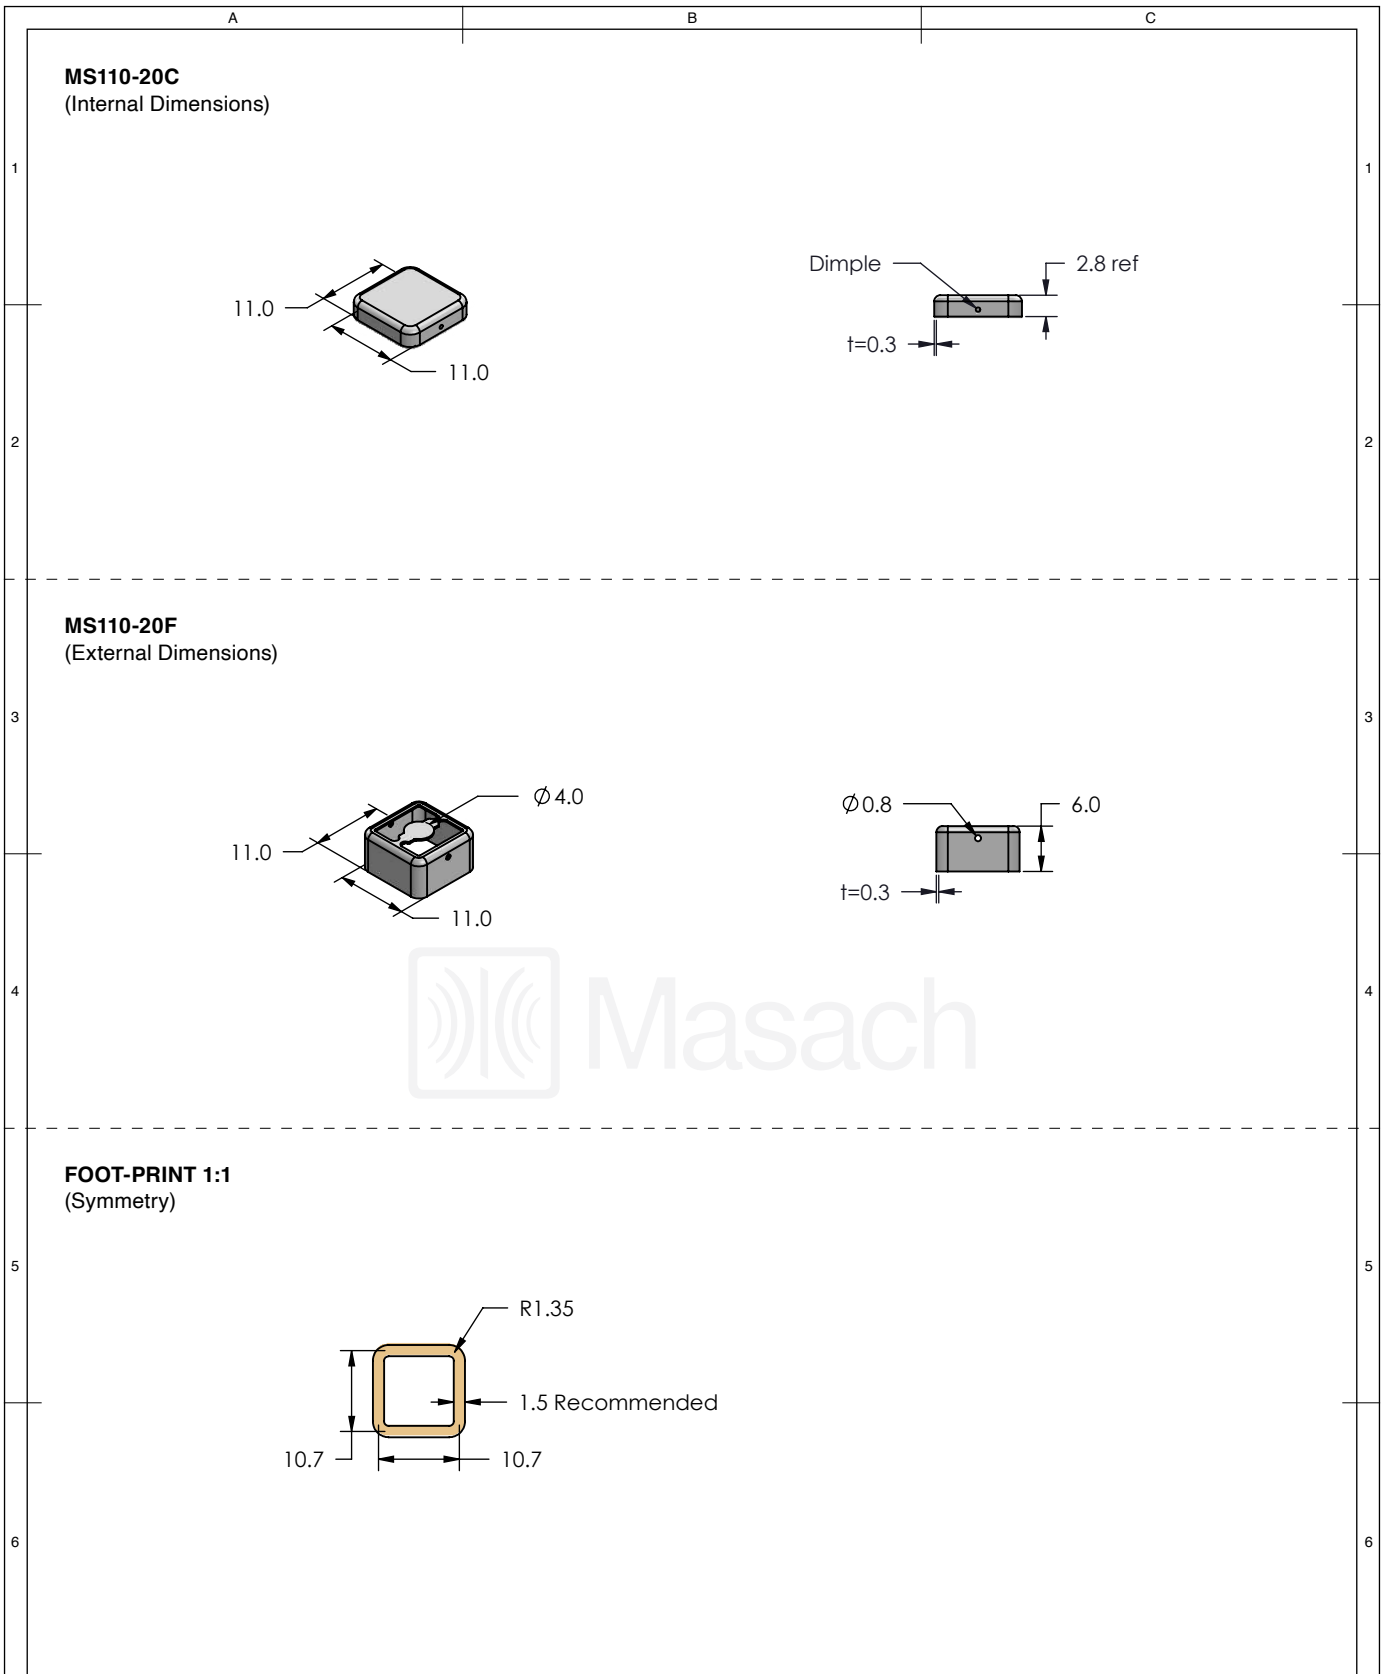 A B C
MS110-20C
(Internal Dimensions)
1 1
Dimple 2.8 ref
11.0
t=0.3
11.0
2 2
MS110-20F
(External Dimensions)
3 3
Ø4.0
Ø0.8 6.0
11.0
t=0.3
11.0
Masach
4 4
FOOT-PRINT 1:1
(Symmetry)
5 5
R1.35
1.5 Recommended
10.7 10.7
6 6